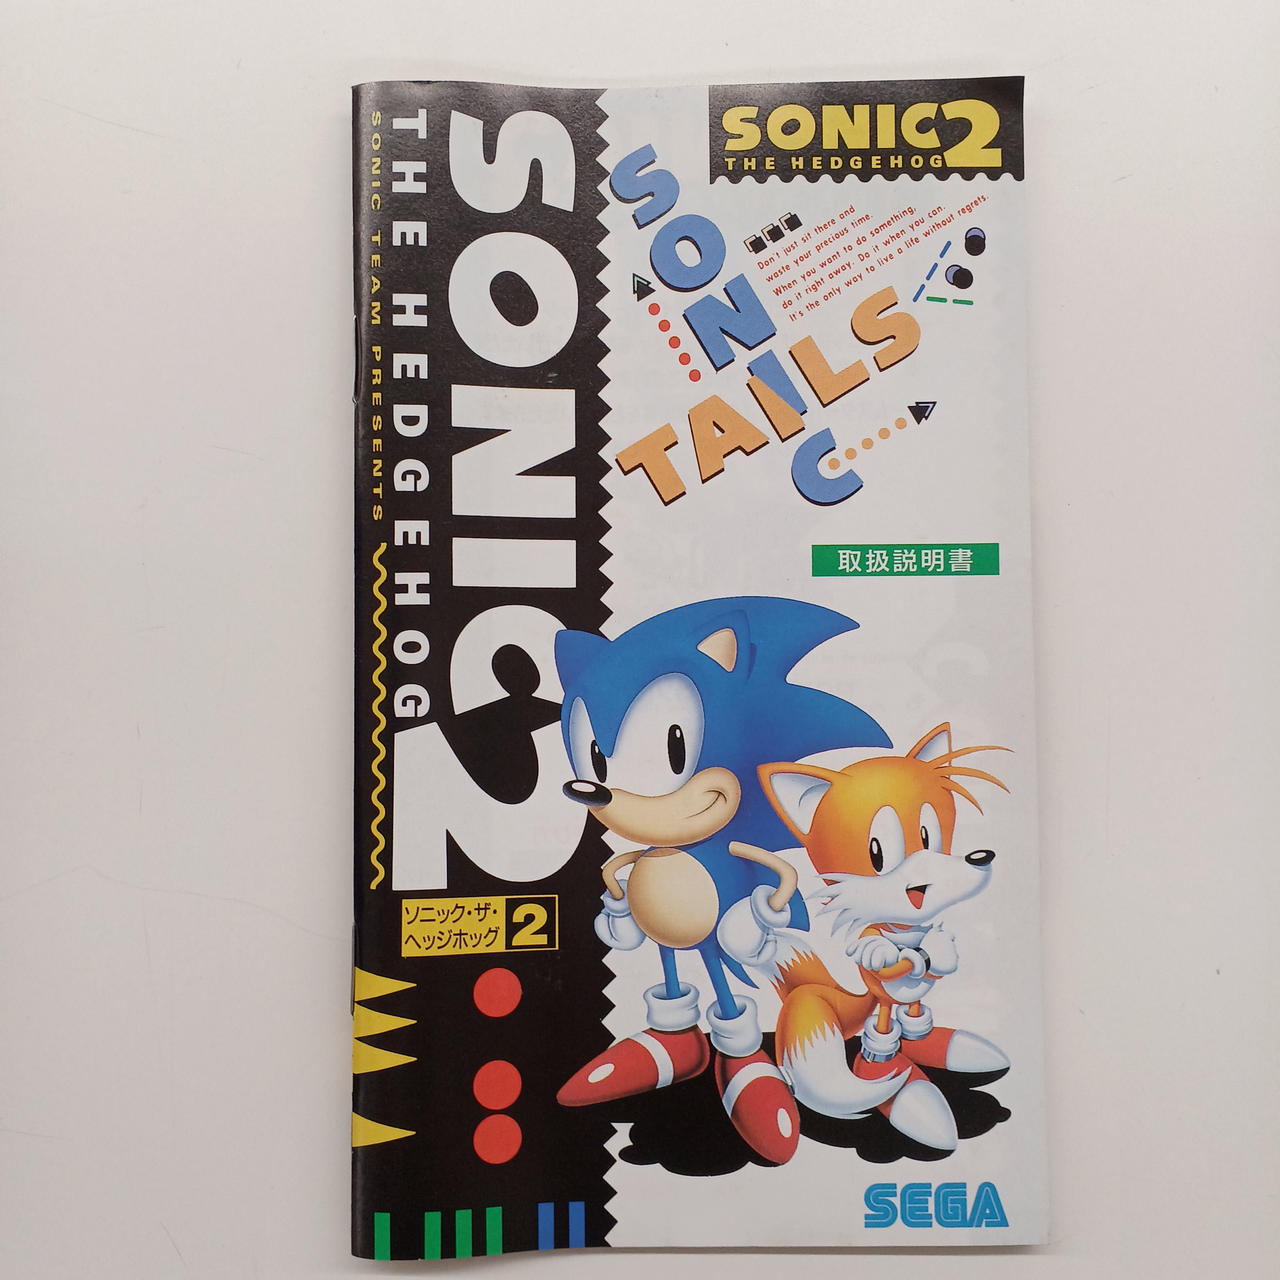 SONIC TEAM PRESENTS
THE HEDGEHOG
SONIC 2
ソニック・ザ・
ヘッジホッグ 2
SONIC 2
THE HEDGEHOG
SONIC
TAILS
Don't just sit there and
waste your precious time.
When you want to do something,
do it right away. Do it when you can.
It's the only way to live a life without regrets.
取扱説明書
SEGA